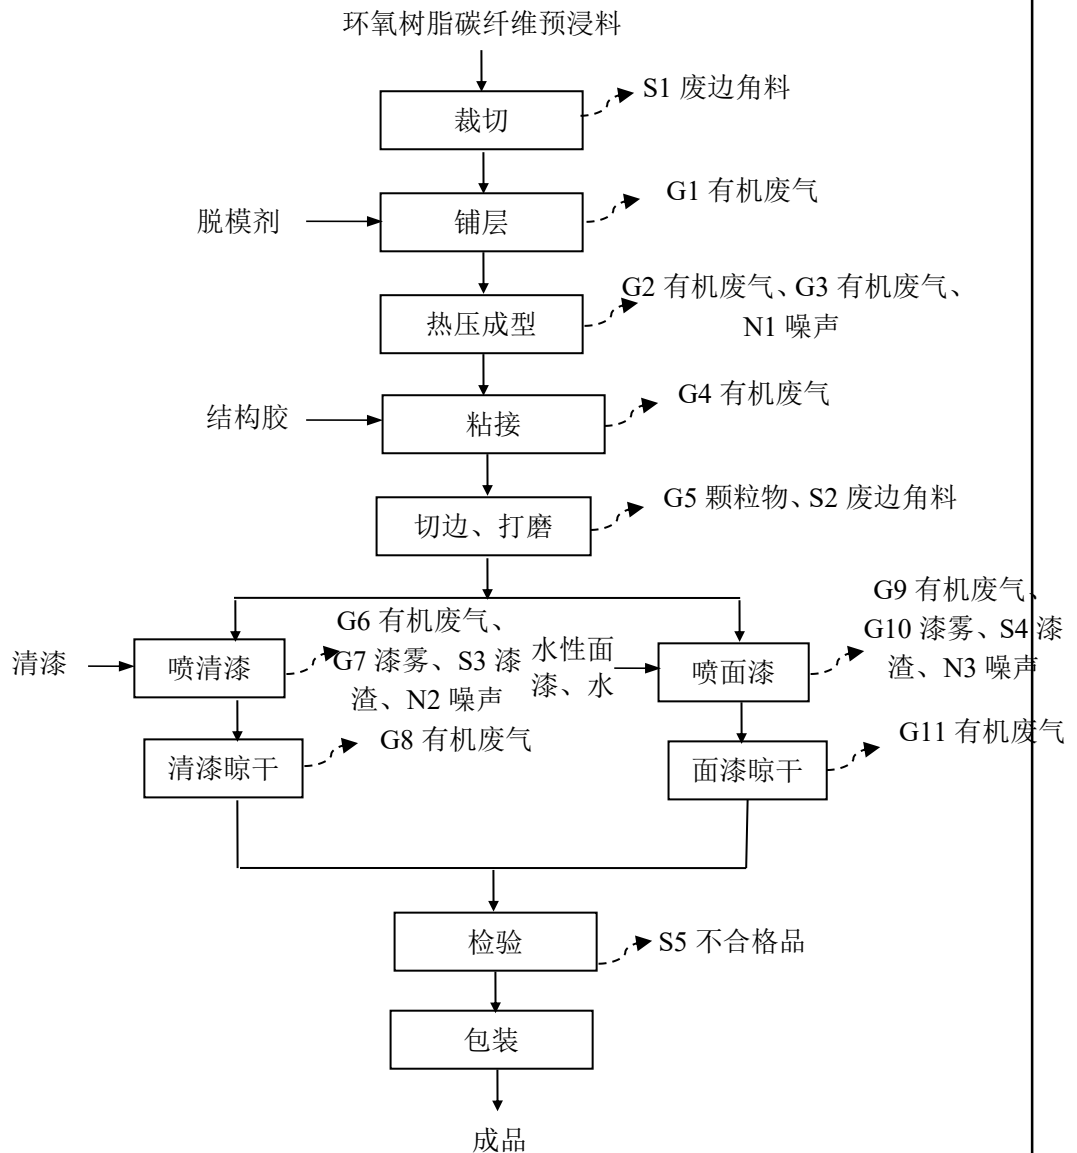 环氧树脂碳纤维预浸料
S1 废边角料
裁切
G1 有机废气
脱模剂
铺层
G2 有机废气、G3 有机废气、
N1 噪声
热压成型
G4 有机废气
结构胶
粘接
G5 颗粒物、S2 废边角料
切边、打磨
G6 有机废气、
G7 漆雾、S3 漆
渣、N2 噪声
清漆
喷清漆
G8 有机废气
清漆晾干
G9 有机废气、
G10 漆雾、S4 漆
渣、N3 噪声
水性面
漆、水
喷面漆
G11 有机废气
面漆晾干
检验
S5 不合格品
包装
成品